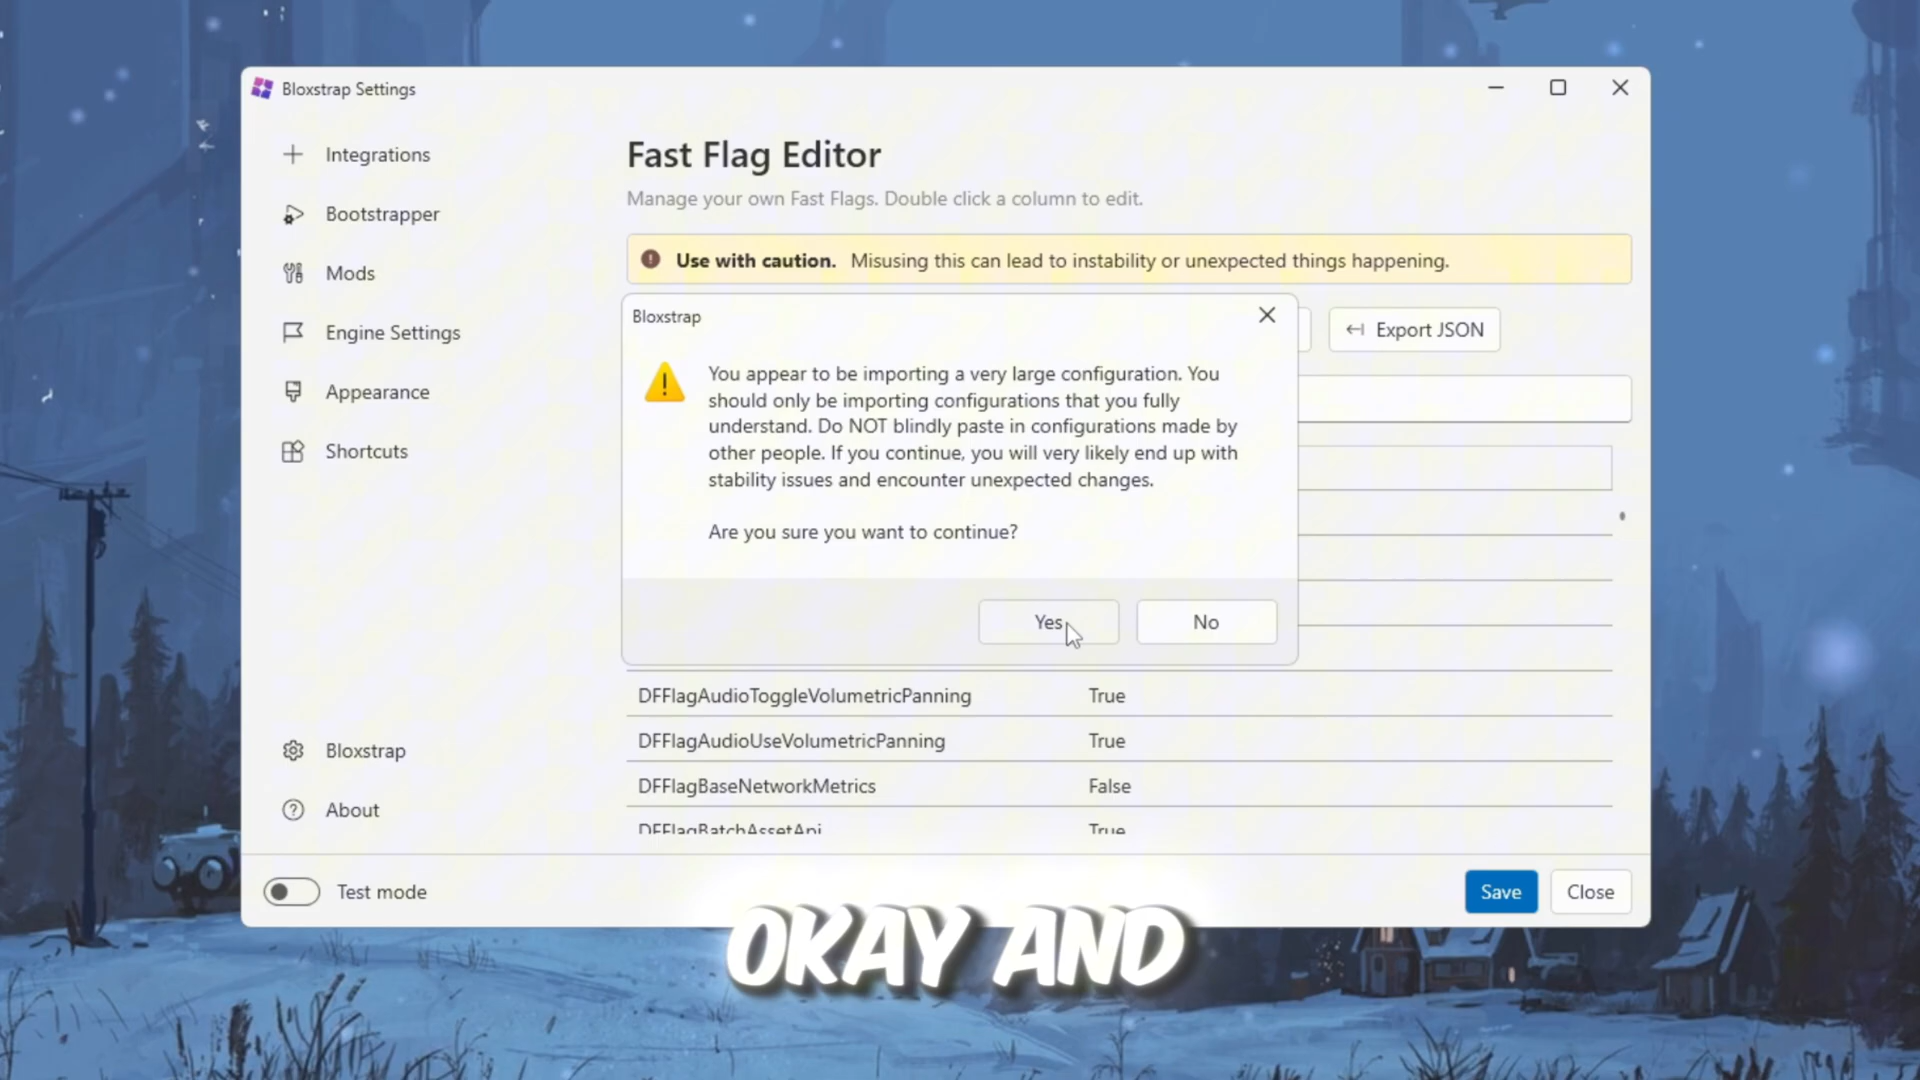 Bloxstrap Settings
Integrations
Bootstrapper
Mods
Engine Settings
Appearance
Shortcuts
Bloxstrap
About
Test mode
Fast Flag Editor
Manage your own Fast Flags. Double click a column to edit.
Use with caution. Misusing this can lead to instability or unexpected things happening.
Export JSON
Bloxstrap
You appear to be importing a very large configuration. You
should only be importing configurations that you fully
understand. Do NOT blindly paste in configurations made by
other people. If you continue, you will very likely end up with
stability issues and encounter unexpected changes.
Are you sure you want to continue?
Yes
No
DFFlagAudioToggleVolumetricPanning True
DFFlagAudioUseVolumetricPanning True
DFFlagBaseNetworkMetrics False
DFFlagBatchAssetApi True
Save
Close
OKAY AND